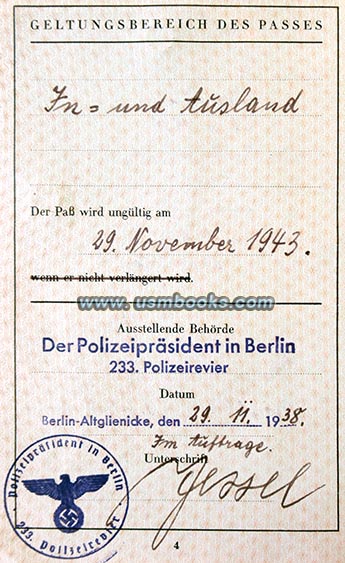 GELTUNGSBEREICH DES PASSES
In= und Ausland
Der Paß wird ungültig am
29. November 1943.
wenn er nicht verlängert wird.
www.usmbooks.com
Ausstellende Behörde
Der Polizeipräsident in Berlin
233. Polizeirevier
Datum
Berlin-Altglienicke, den 29 11. 1938.
Im Auftrage.
Unterschrift
Polizeipräsident in Berlin
233. Polizeirevier
4